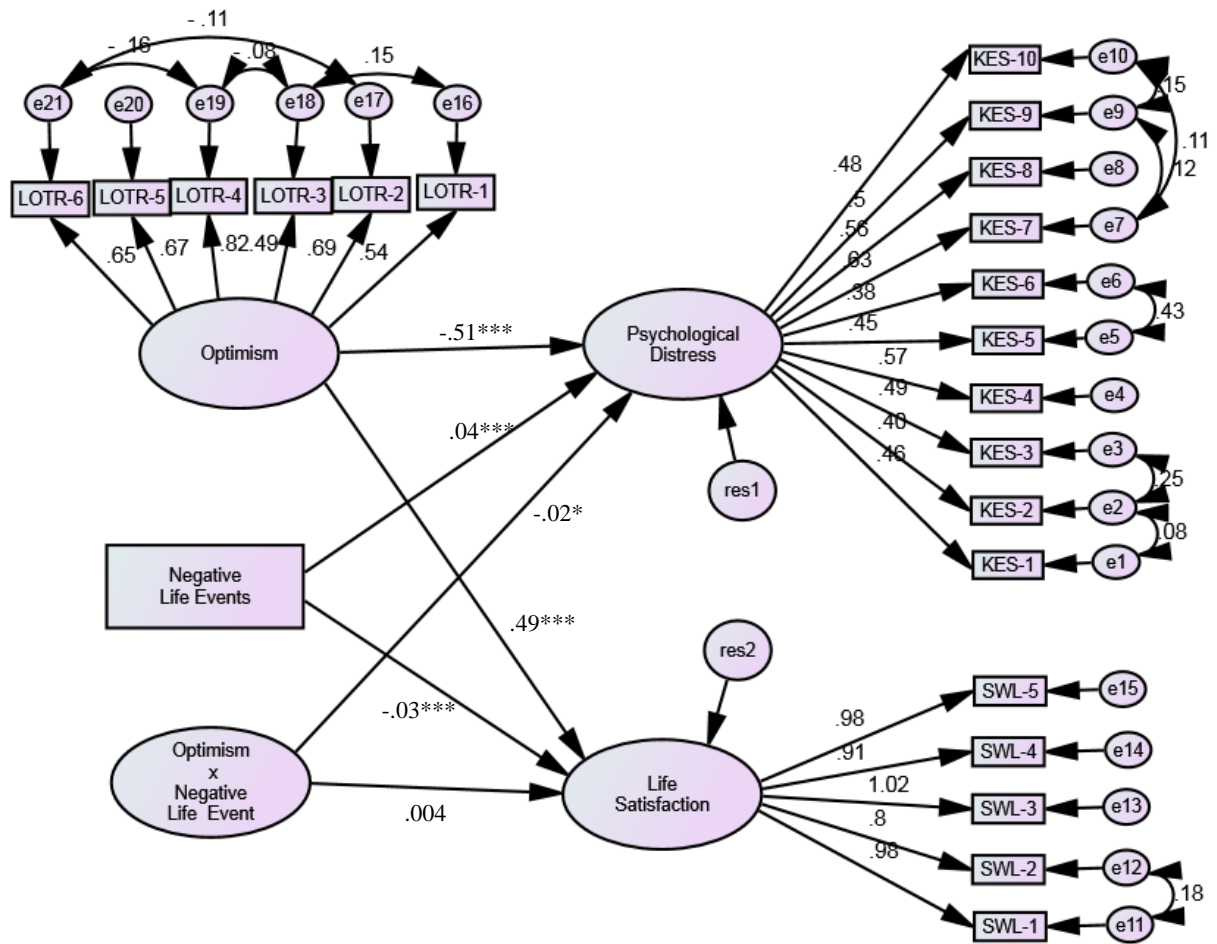 - .11
- .16
- .08
.15
e21
e20
e19
e18
e17
e16
LOTR-6
LOTR-5
LOTR-4
LOTR-3
LOTR-2
LOTR-1
.65
.67
.82
.49
.69
.54
Optimism
-.51***
.04***
-.02*
.49***
Negative
Life Events
-.03***
Optimism
x
Negative
Life Event
.004
Psychological
Distress
res1
res2
Life
Satisfaction
.48
.5
.56
.63
.38
.45
.57
.49
.40
.46
KES-10
KES-9
KES-8
KES-7
KES-6
KES-5
KES-4
KES-3
KES-2
KES-1
e10
e9
e8
e7
e6
e5
e4
e3
e2
e1
.15
.11
.12
.43
.25
.08
.98
.91
1.02
.8
.98
SWL-5
SWL-4
SWL-3
SWL-2
SWL-1
e15
e14
e13
e12
e11
.18